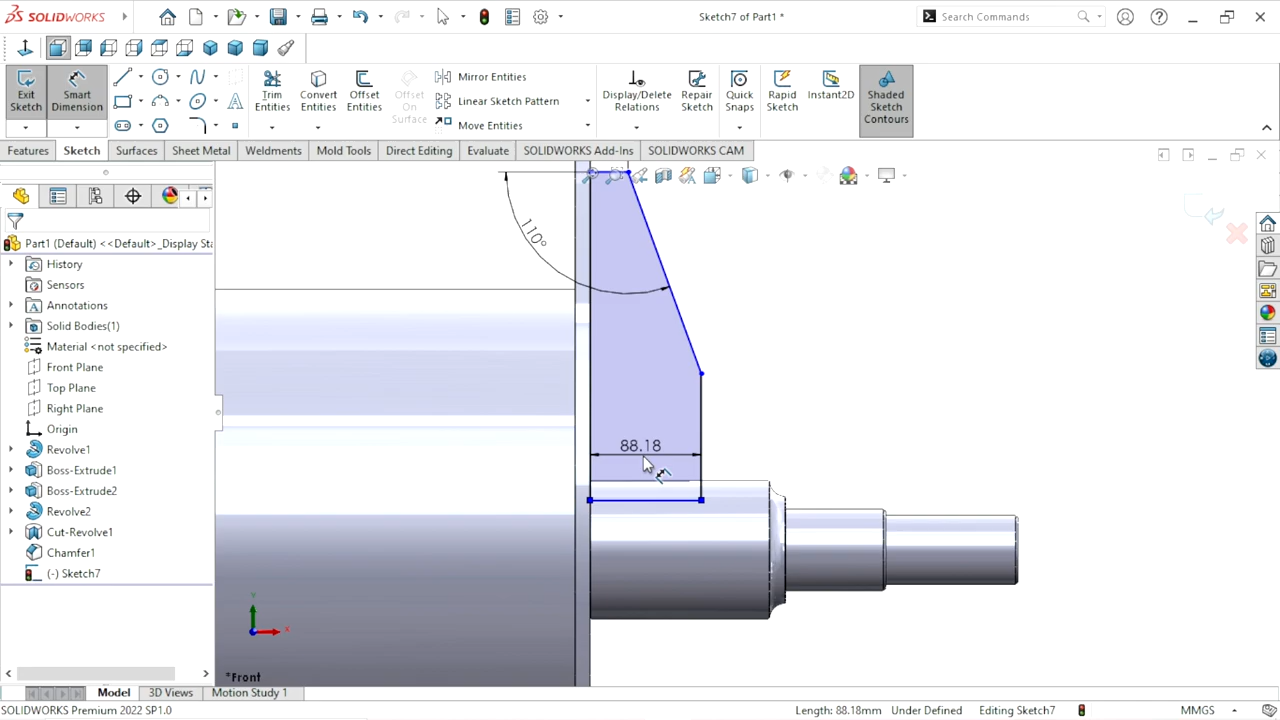 SOLIDWORKS
Sketch7 of Part1 *
Search Commands
Exit Sketch
Smart Dimension
Trim Entities
Convert Entities
Offset Entities
Offset On Surface
Mirror Entities
Linear Sketch Pattern
Move Entities
Display/Delete Relations
Repair Sketch
Quick Snaps
Rapid Sketch
Instant2D
Shaded Sketch Contours
Features
Sketch
Surfaces
Sheet Metal
Weldments
Mold Tools
Direct Editing
Evaluate
SOLIDWORKS Add-Ins
SOLIDWORKS CAM
Part1 (Default) <<Default>_Display Sta
History
Sensors
Annotations
Solid Bodies(1)
Material <not specified>
Front Plane
Top Plane
Right Plane
Origin
Revolve1
Boss-Extrude1
Boss-Extrude2
Revolve2
Cut-Revolve1
Chamfer1
(-) Sketch7
110°
88.18
Y
X
*Front
Model
3D Views
Motion Study 1
SOLIDWORKS Premium 2022 SP1.0
Length: 88.18mm
Under Defined
Editing Sketch7
MMGS